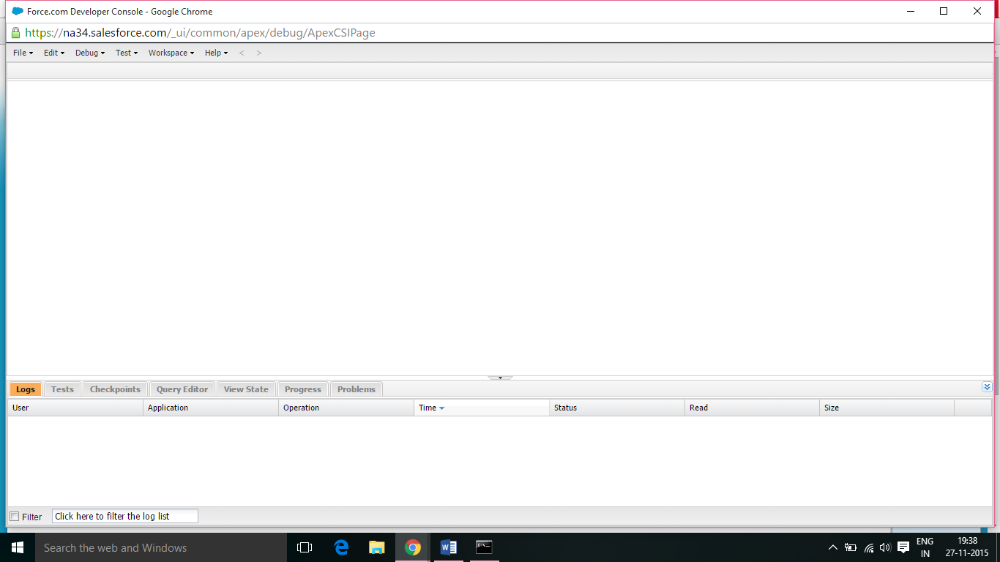 Force.com Developer Console - Google Chrome
https://na34.salesforce.com/_ui/common/apex/debug/ApexCSIPage
File Edit Debug Test Workspace Help < >
Logs Tests Checkpoints Query Editor View State Progress Problems
User Application Operation Time Status Read Size
Filter Click here to filter the log list
Search the web and Windows
ENG 19:38
IN 27-11-2015